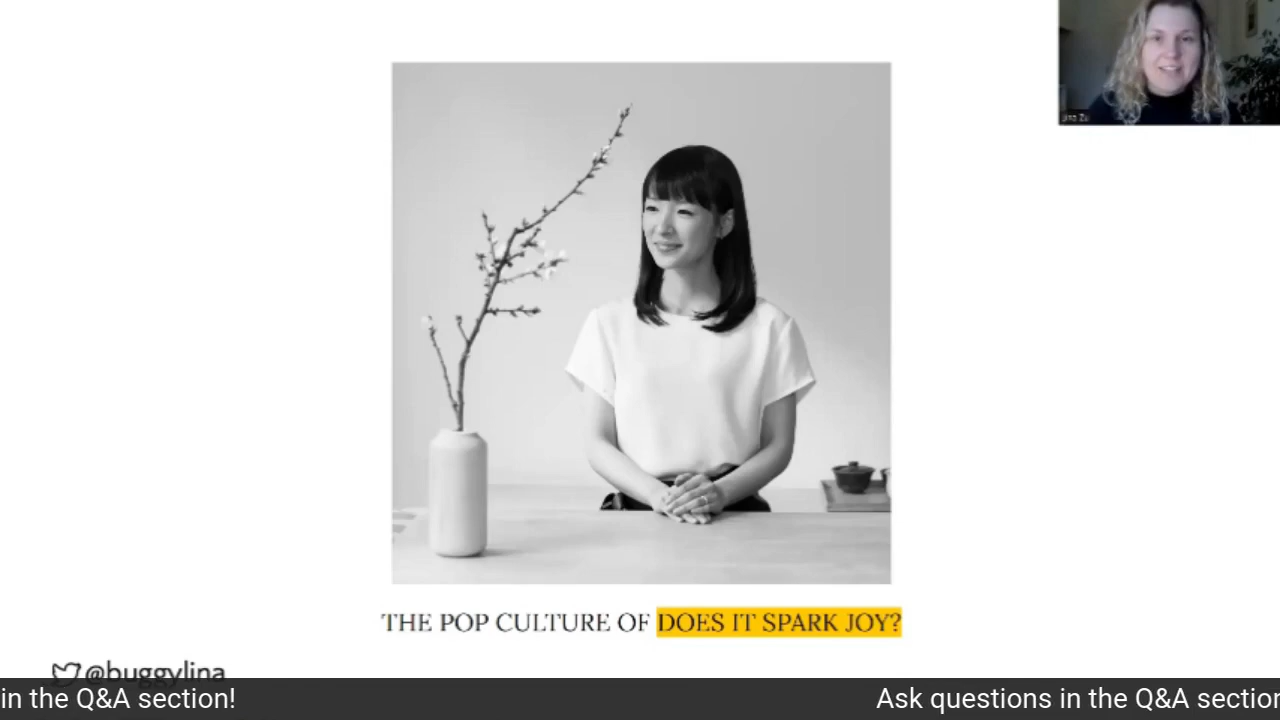 THE POP CULTURE OF DOES IT SPARK JOY?
@buggylina
in the Q&A section!
Ask questions in the Q&A section